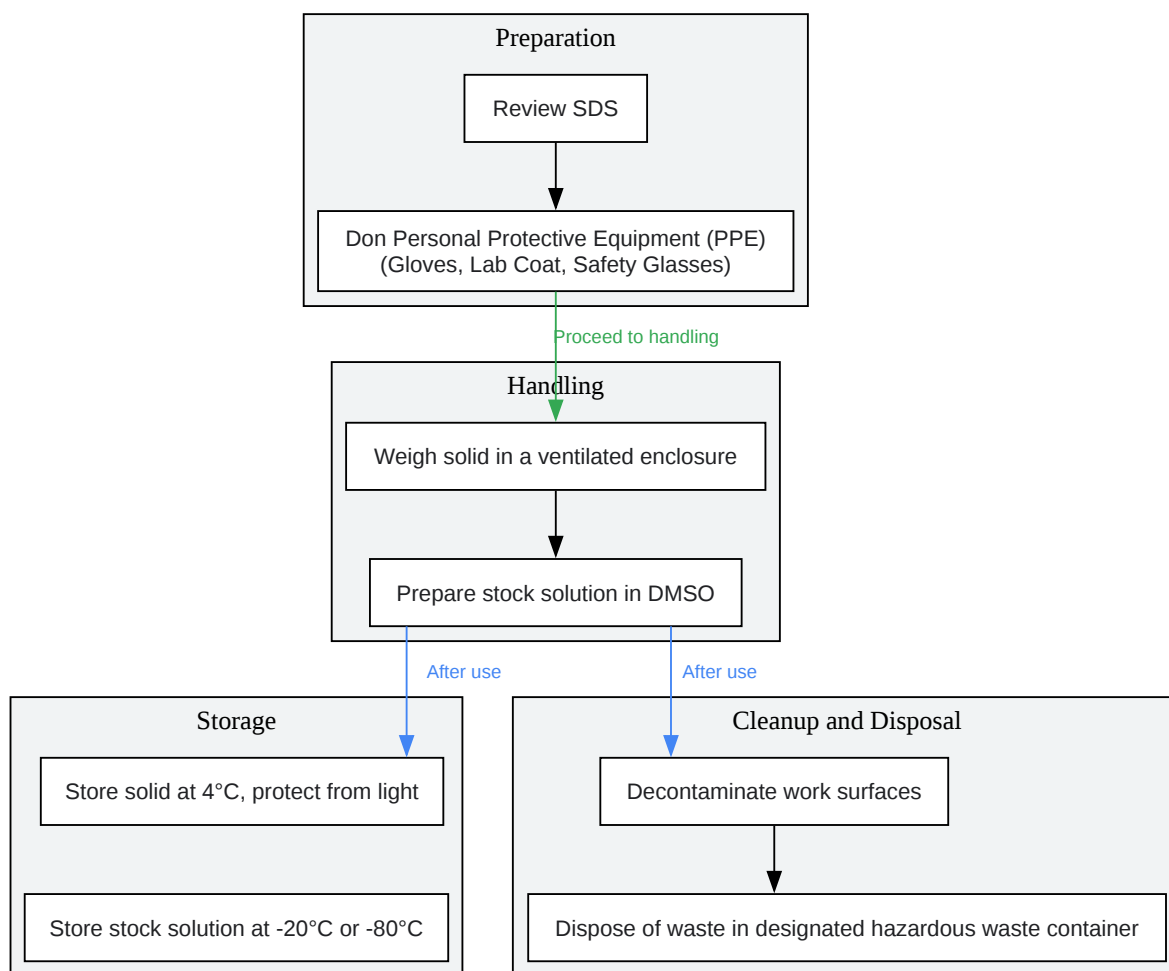 Preparation
Review SDS
Don Personal Protective Equipment (PPE)
(Gloves, Lab Coat, Safety Glasses)
Proceed to handling
Handling
Weigh solid in a ventilated enclosure
Prepare stock solution in DMSO
After use
After use
Storage
Store solid at 4°C, protect from light
Store stock solution at -20°C or -80°C
Cleanup and Disposal
Decontaminate work surfaces
Dispose of waste in designated hazardous waste container